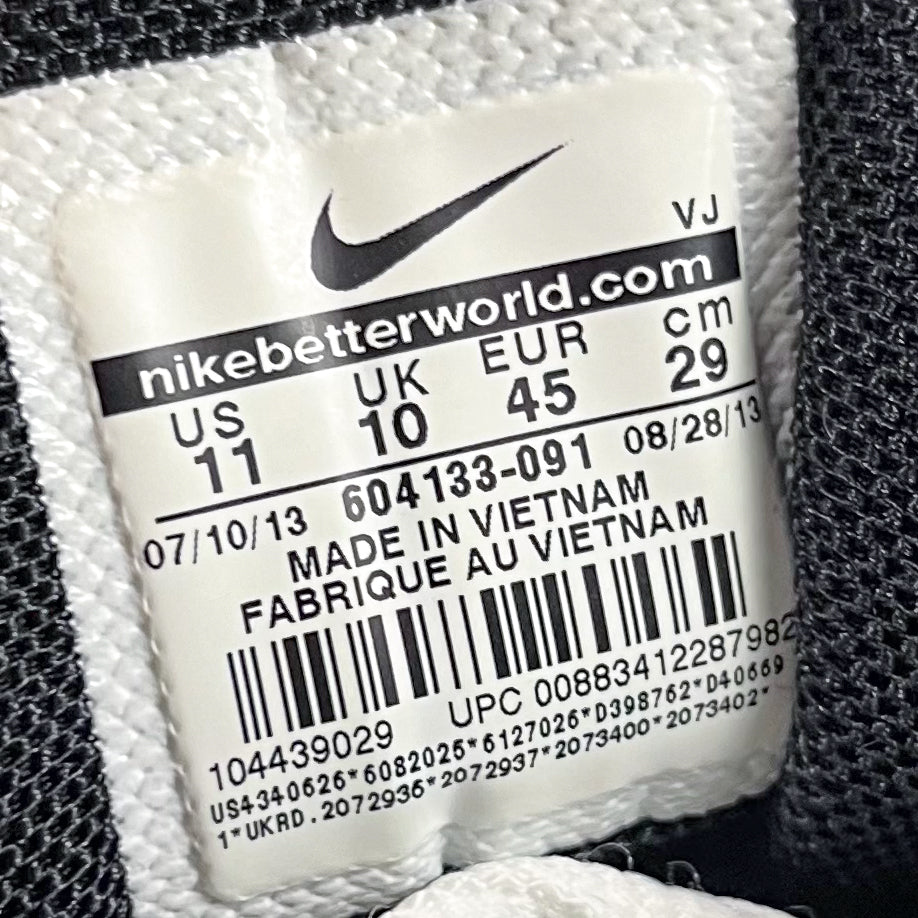 VJ
nikebetterworld.com
US UK EUR cm
11 10 45 29
07/10/13 604133-091 08/28/13
MADE IN VIETNAM
FABRIQUE AU VIETNAM
104439029 UPC 00883412287982
US4340626*6082025*6127026*D398762*D40669
1*UKRD.2072936*2072937*2073400*2073402*